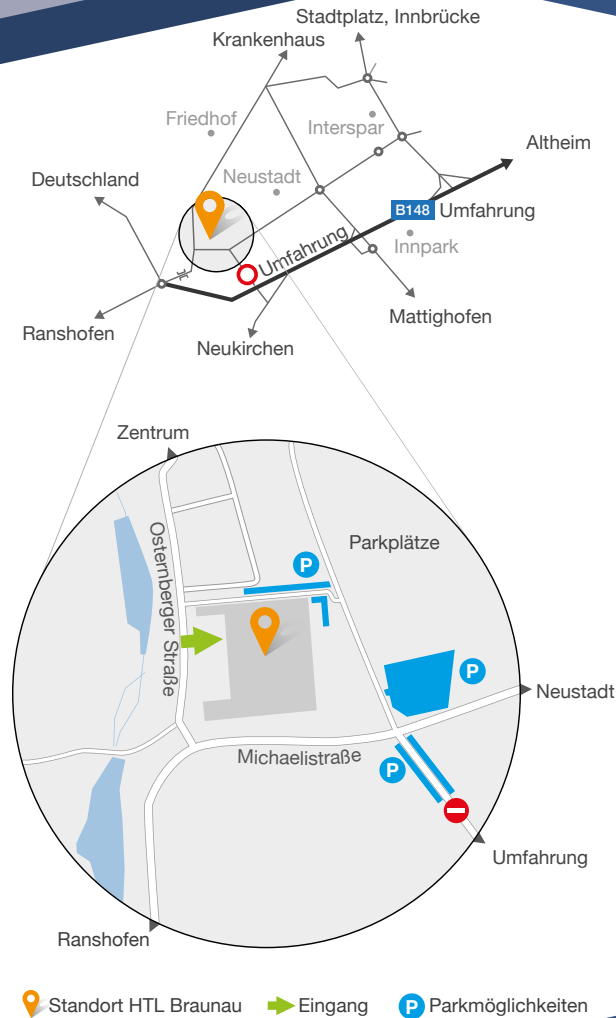 Stadtplatz, Innbrücke
Krankenhaus
Friedhof
Interspar
Altheim
Deutschland
Neustadt
B148 Umfahrung
Umfahrung
Innpark
Mattighofen
Ranshofen
Neukirchen
Zentrum
Osternberger Straße
Parkplätze
P
P
Neustadt
Michaelistraße
P
Umfahrung
Ranshofen
Standort HTL Braunau Eingang P Parkmöglichkeiten